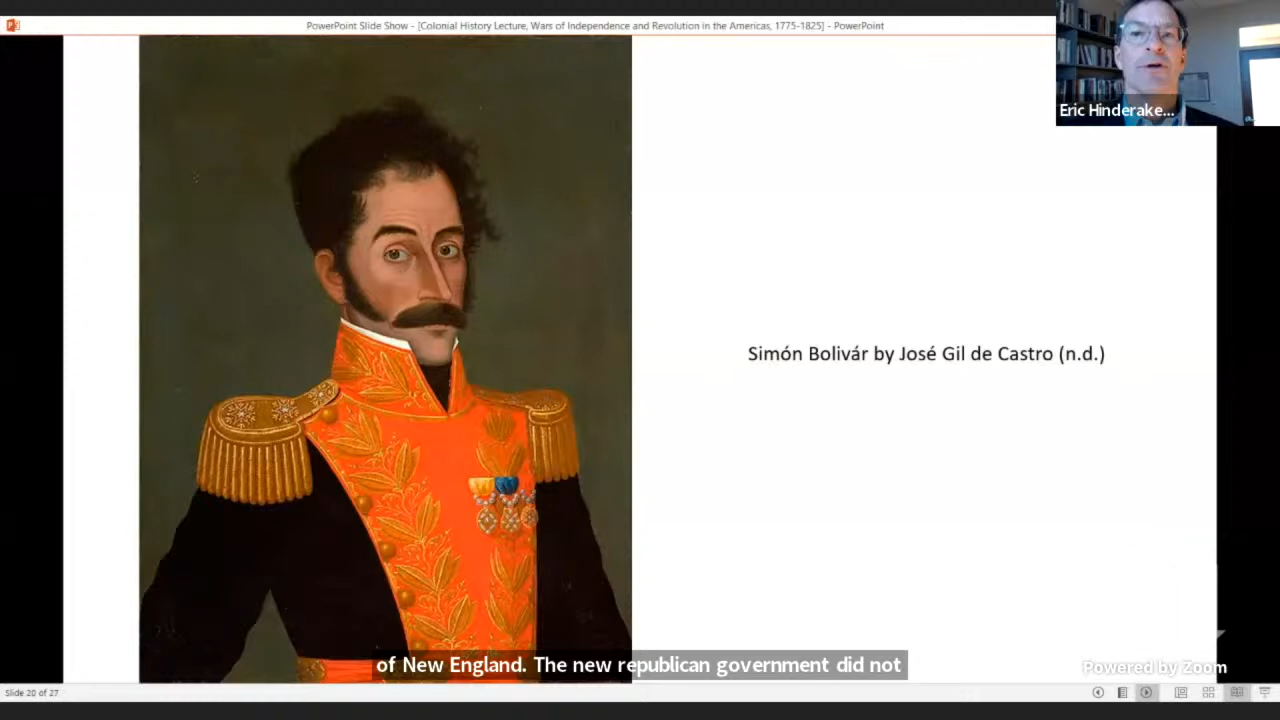 PowerPoint Slide Show - [Colonial History Lecture, Wars of Independence and Revolution in the Americas, 1775-1825] - PowerPoint
Eric Hinderake...
Simón Bolivár by José Gil de Castro (n.d.)
of New England. The new republican government did not
Powered by Zoom
Slide 20 of 27